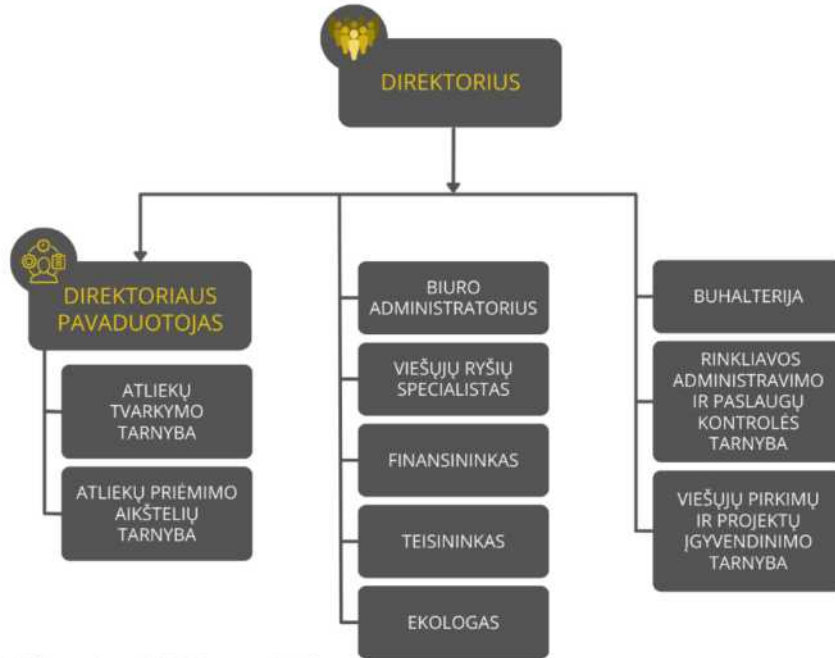 DIREKTORIUS
DIREKTORIAUS
PAVADUOTOJAS
ATLIEKŲ
TVARKYMO
TARNYBA
ATLIEKŲ PRIĖMIMO
AIKŠTELIŲ
TARNYBA
BIURO
ADMINISTRATORIUS
VIEŠŲJŲ RYŠIŲ
SPECIALISTAS
FINANSININKAS
TEISININKAS
EKOLOGAS
BUHALTERIJA
RINKLIAVOS
ADMINISTRAVIMO
IR PASLAUGŲ
KONTROLĖS
TARNYBA
VIEŠŲJŲ PIRKIMŲ
IR PROJEKTŲ
ĮGYVENDINIMO
TARNYBA